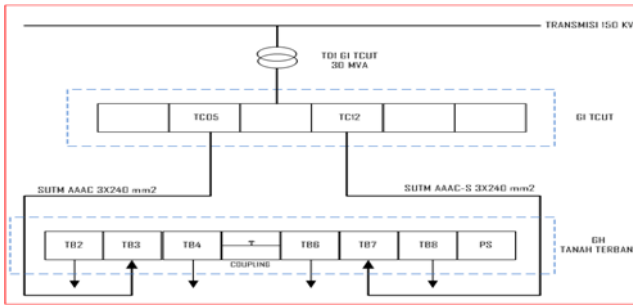 TRANSMISI 150 KV
TD1 GI TCUT
30 MVA
TC05
TC12
GI TCUT
SUTM AAAC 3X240 mm2
SUTM AAAC-S 3X240 mm2
TB2
TB3
TB4
T
TB6
TB7
TB8
PS
COUPLING
GH
TANAH TERBAN